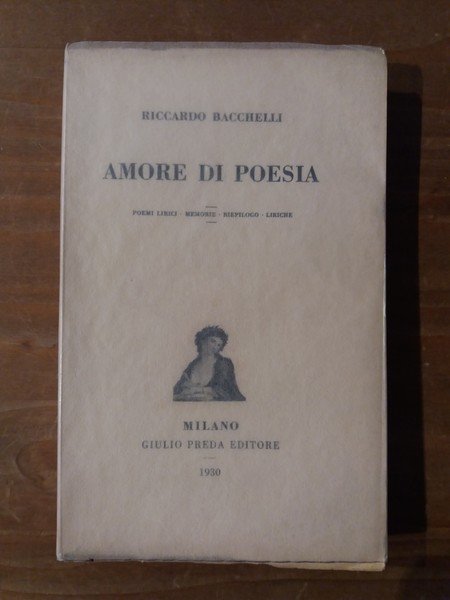 RICCARDO BACCHELLI
AMORE DI POESIA
POEMI LIRICI · MEMORIE · RIEPILOGO · LIRICHE
MILANO
GIULIO PREDA EDITORE
1930